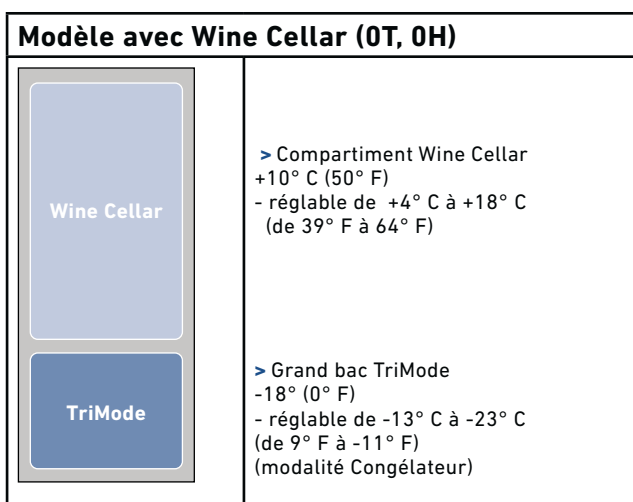 Modèle avec Wine Cellar (0T, 0H)
Wine Cellar
> Compartiment Wine Cellar
+10° C (50° F)
- réglable de +4° C à +18° C
(de 39° F à 64° F)
TriMode
> Grand bac TriMode
-18° (0° F)
- réglable de -13° C à -23° C
(de 9° F à -11° F)
(modalité Congélateur)